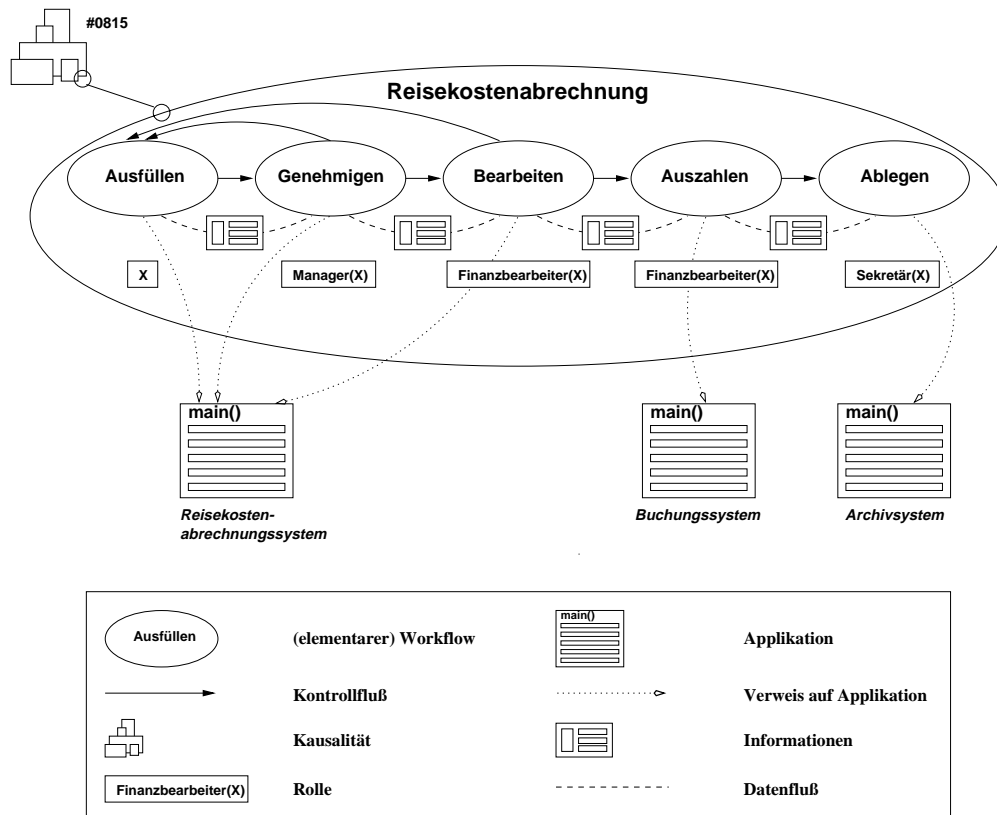 #0815
Reisekostenabrechnung
Ausfüllen
Genehmigen
Bearbeiten
Auszahlen
Ablegen
X
Manager(X)
Finanzbearbeiter(X)
Finanzbearbeiter(X)
Sekretär(X)
main()
main()
main()
Reisekosten-
abrechnungssystem
Buchungssystem
Archivsystem
Ausfüllen
(elementarer) Workflow
main()
Applikation
Kontrollfluß
Verweis auf Applikation
Kausalität
Informationen
Finanzbearbeiter(X)
Rolle
Datenfluß